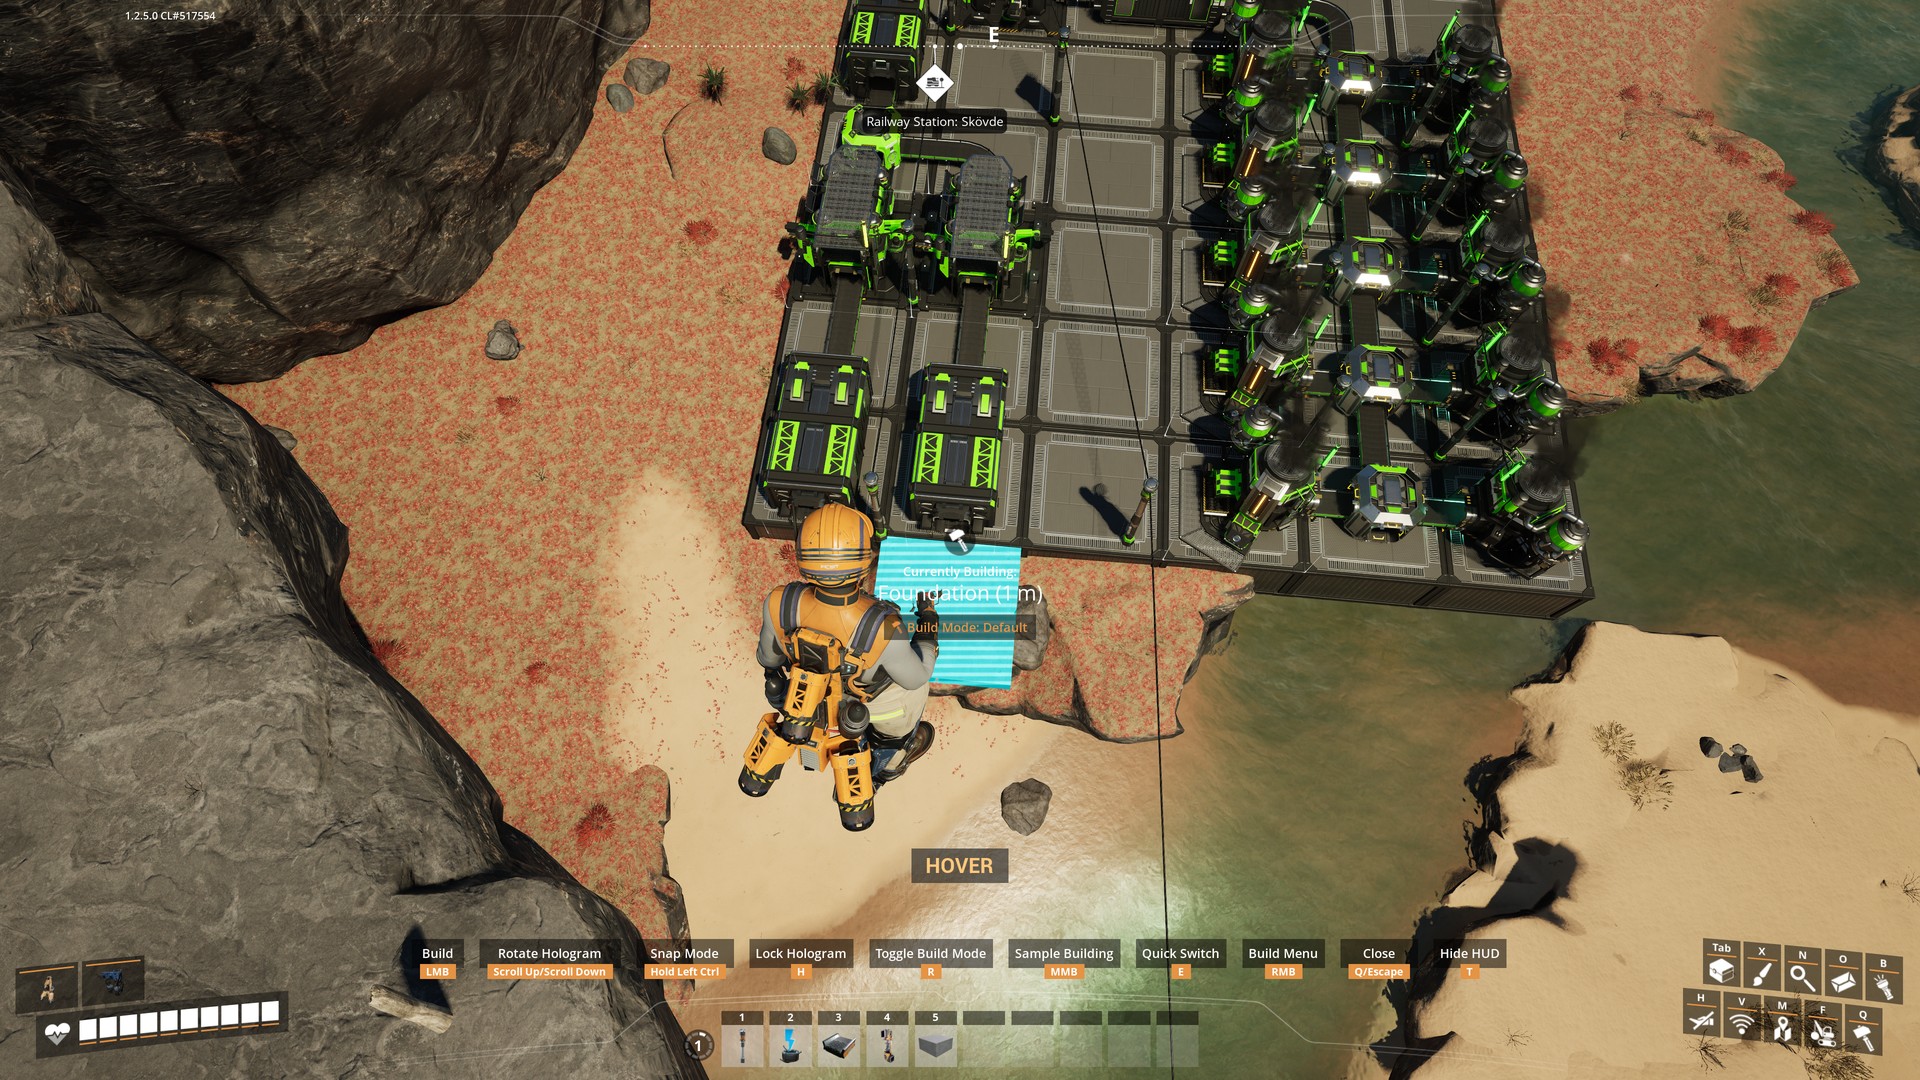 1.2.5.0 CL#517554
E
Railway Station: Skövde
Currently Building:
Foundation (1 m)
Build Mode: Default
HOVER
Build
LMB
Rotate Hologram
Scroll Up/Scroll Down
Snap Mode
Hold Left Ctrl
Lock Hologram
H
Toggle Build Mode
R
Sample Building
MMB
Quick Switch
E
Build Menu
RMB
Close
Q/Escape
Hide HUD
T
Tab X N O B
H V M F Q
1 2 3 4 5
1